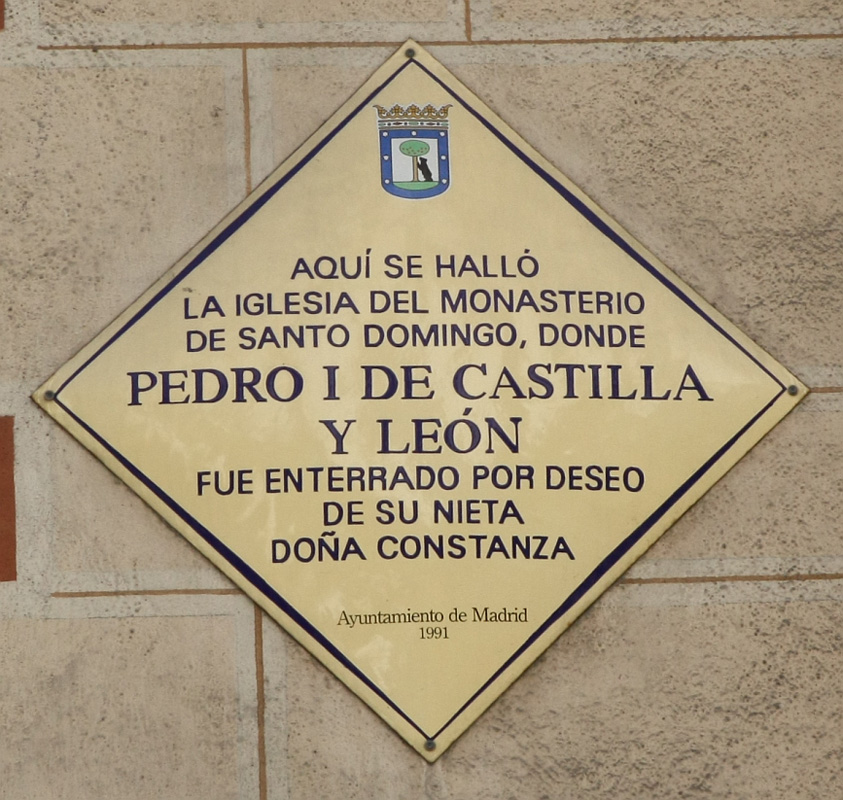 AQUÍ SE HALLÓ
LA IGLESIA DEL MONASTERIO
DE SANTO DOMINGO, DONDE
PEDRO I DE CASTILLA
Y LEÓN
FUE ENTERRADO POR DESEO
DE SU NIETA
DOÑA CONSTANZA
Ayuntamiento de Madrid
1991